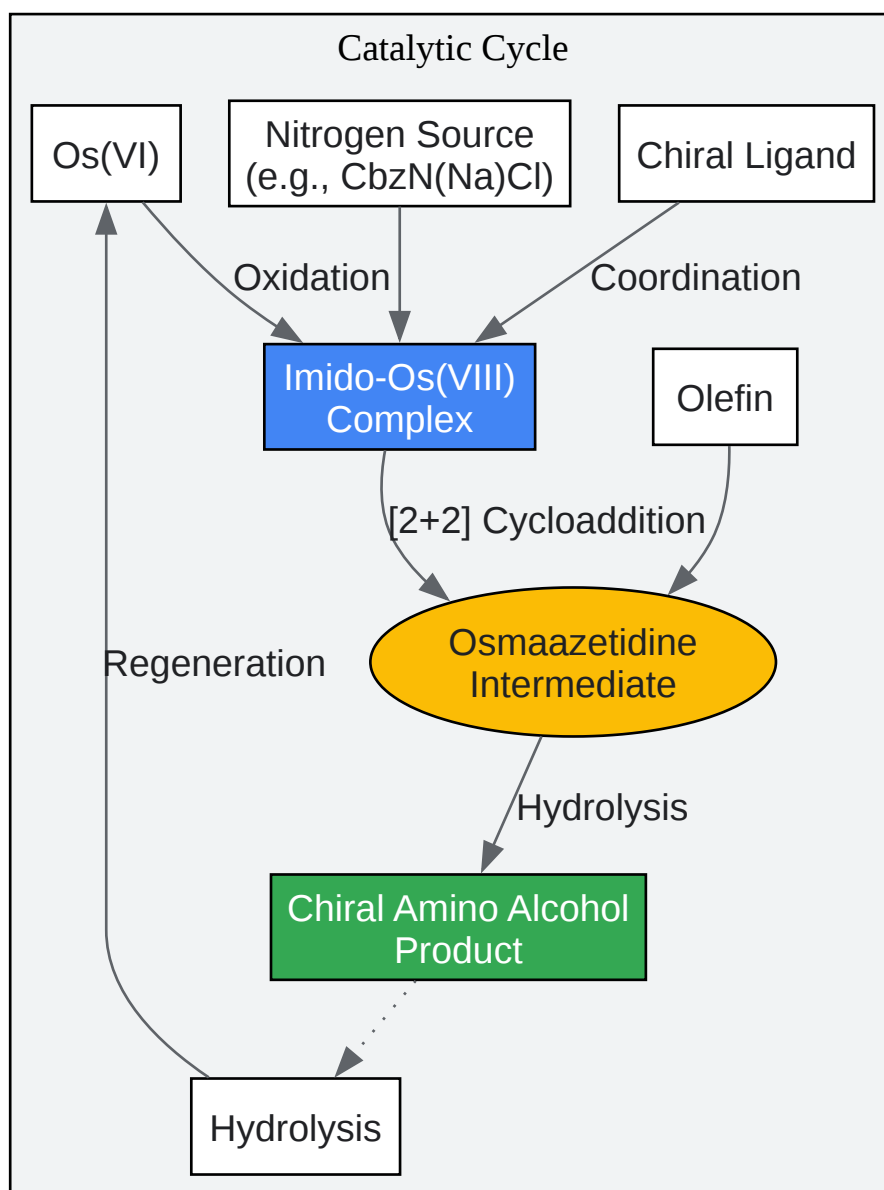 Catalytic Cycle
Os(VI)
Nitrogen Source
(e.g., CbzN(Na)Cl)
Chiral Ligand
Oxidation
Coordination
Imido-Os(VIII)
Complex
Olefin
[2+2] Cycloaddition
Osmaazetidine
Intermediate
Regeneration
Hydrolysis
Chiral Amino Alcohol
Product
Hydrolysis